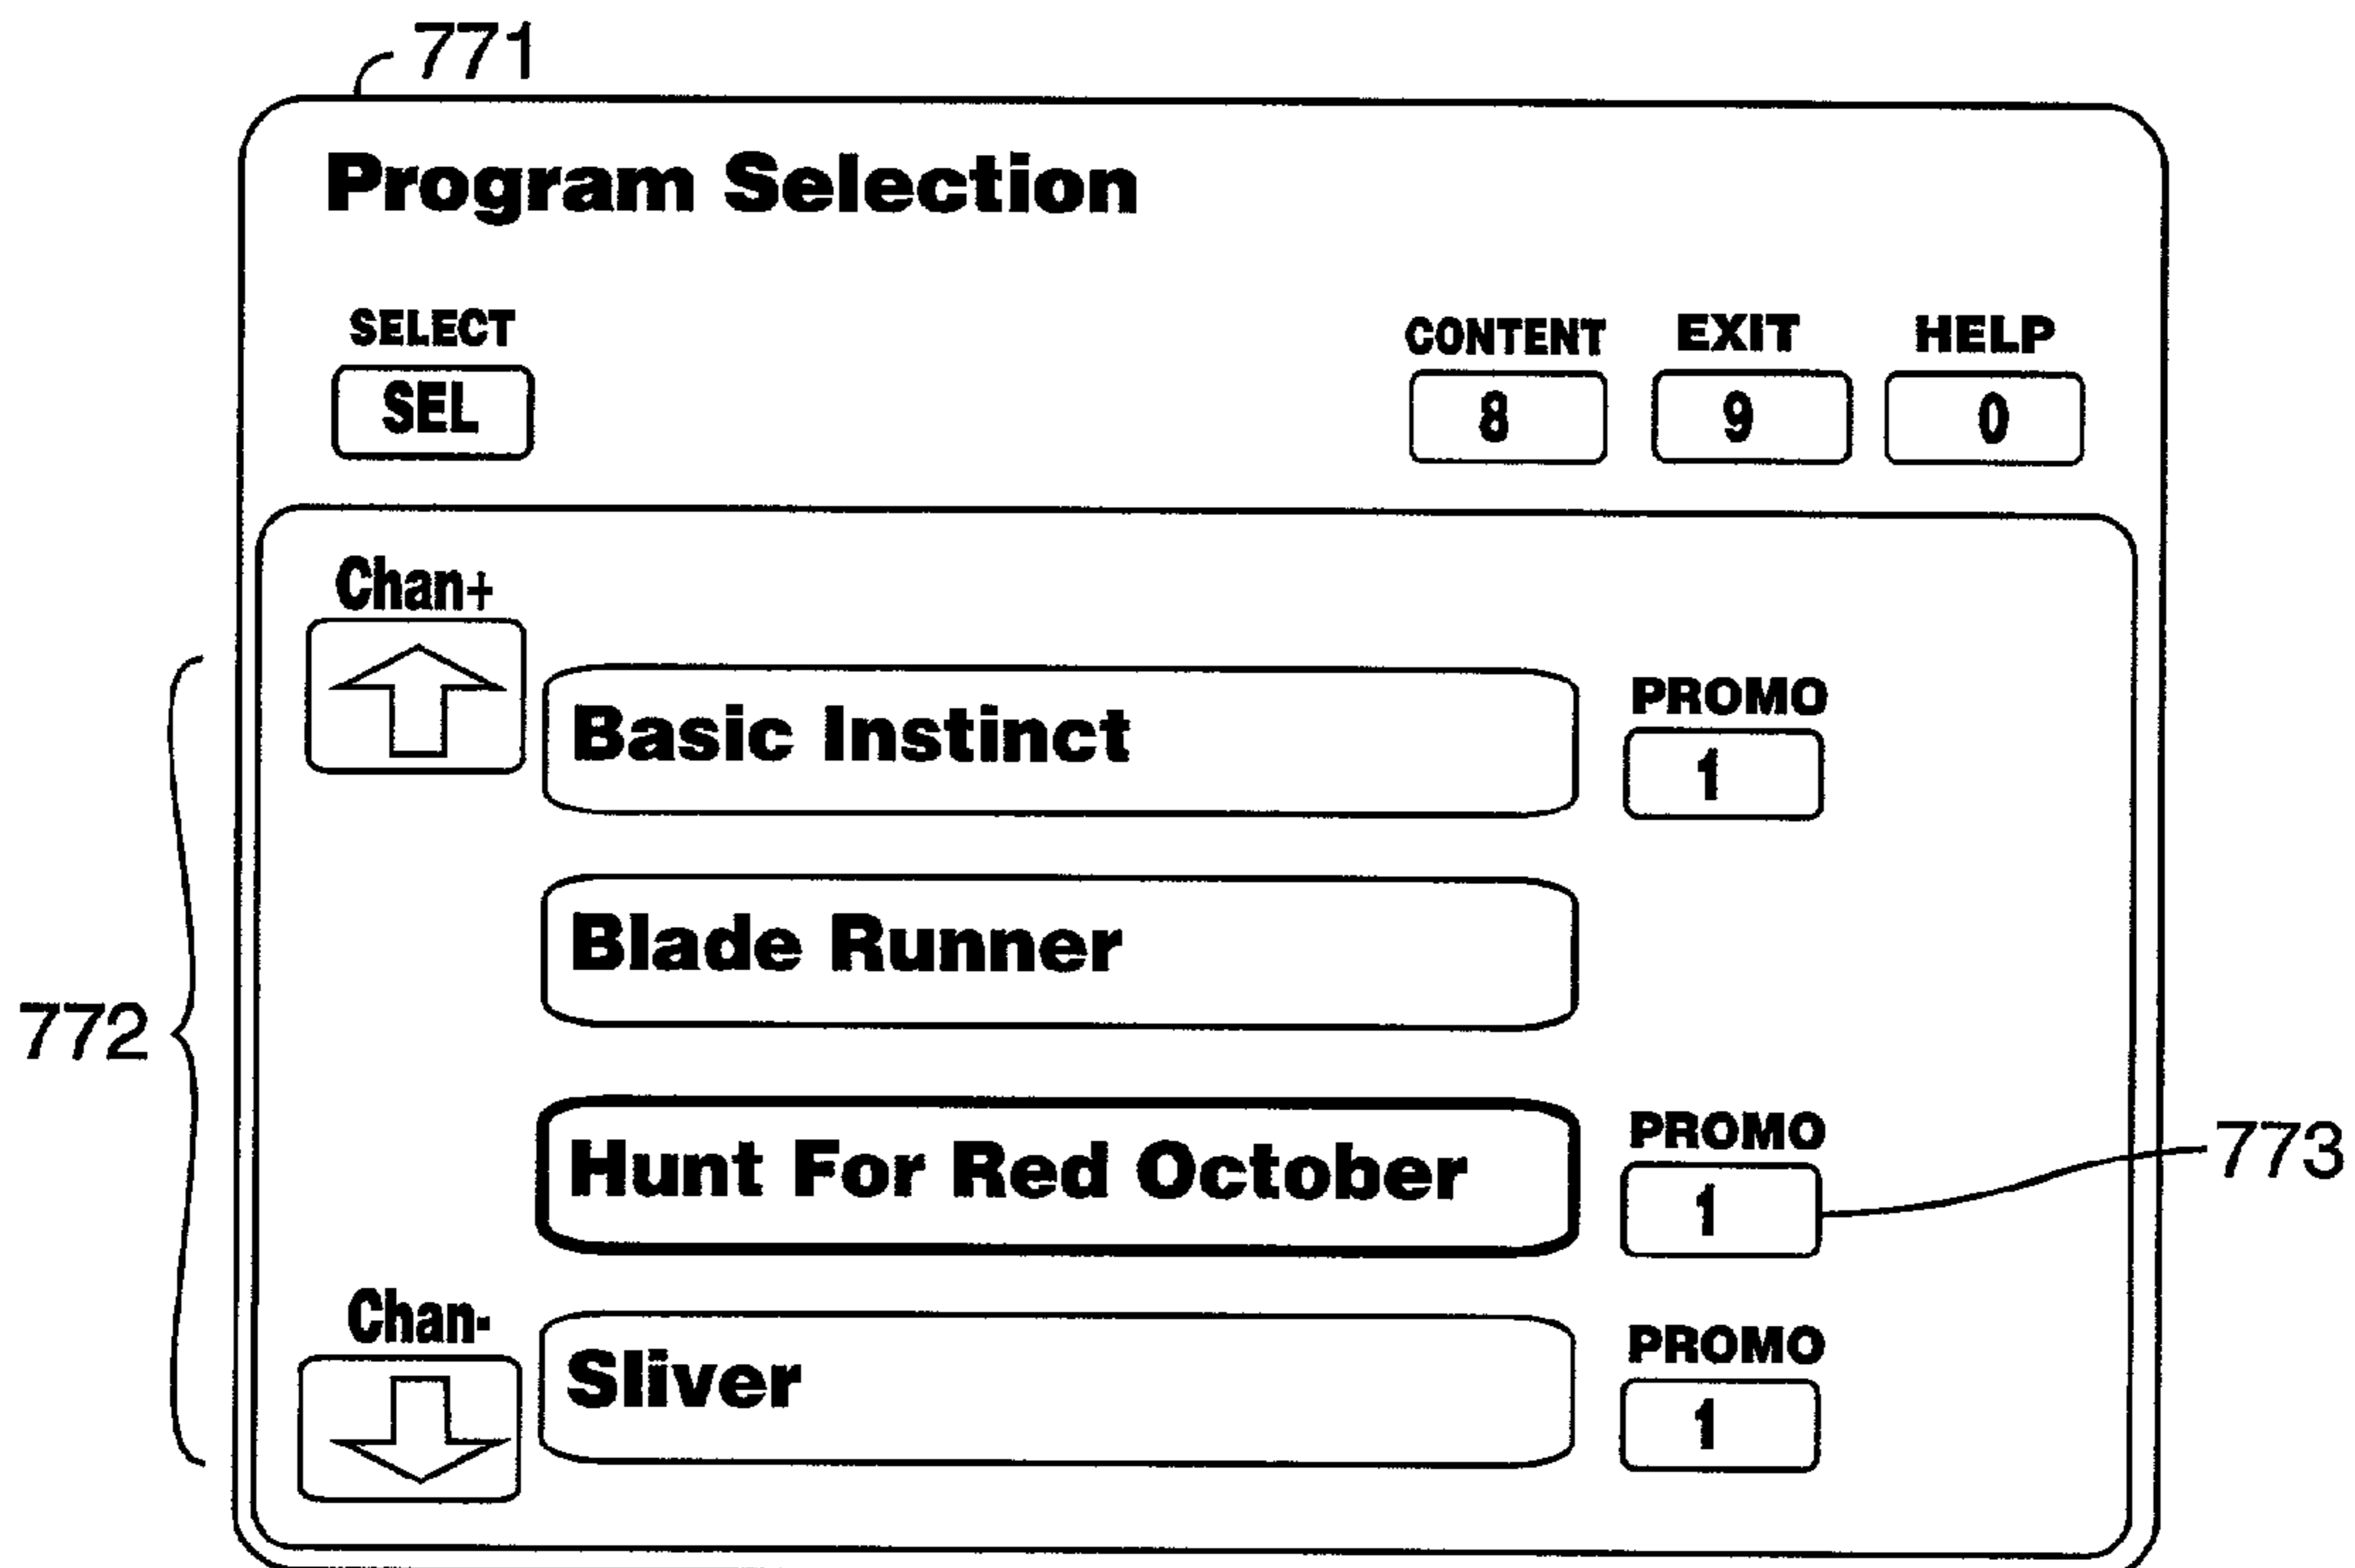 771
Program Selection
SELECT
SEL
CONTENT
8
EXIT
9
HELP
0
Chan+
Basic Instinct
PROMO
1
Blade Runner
772
Hunt For Red October
PROMO
1
773
Chan-
Sliver
PROMO
1